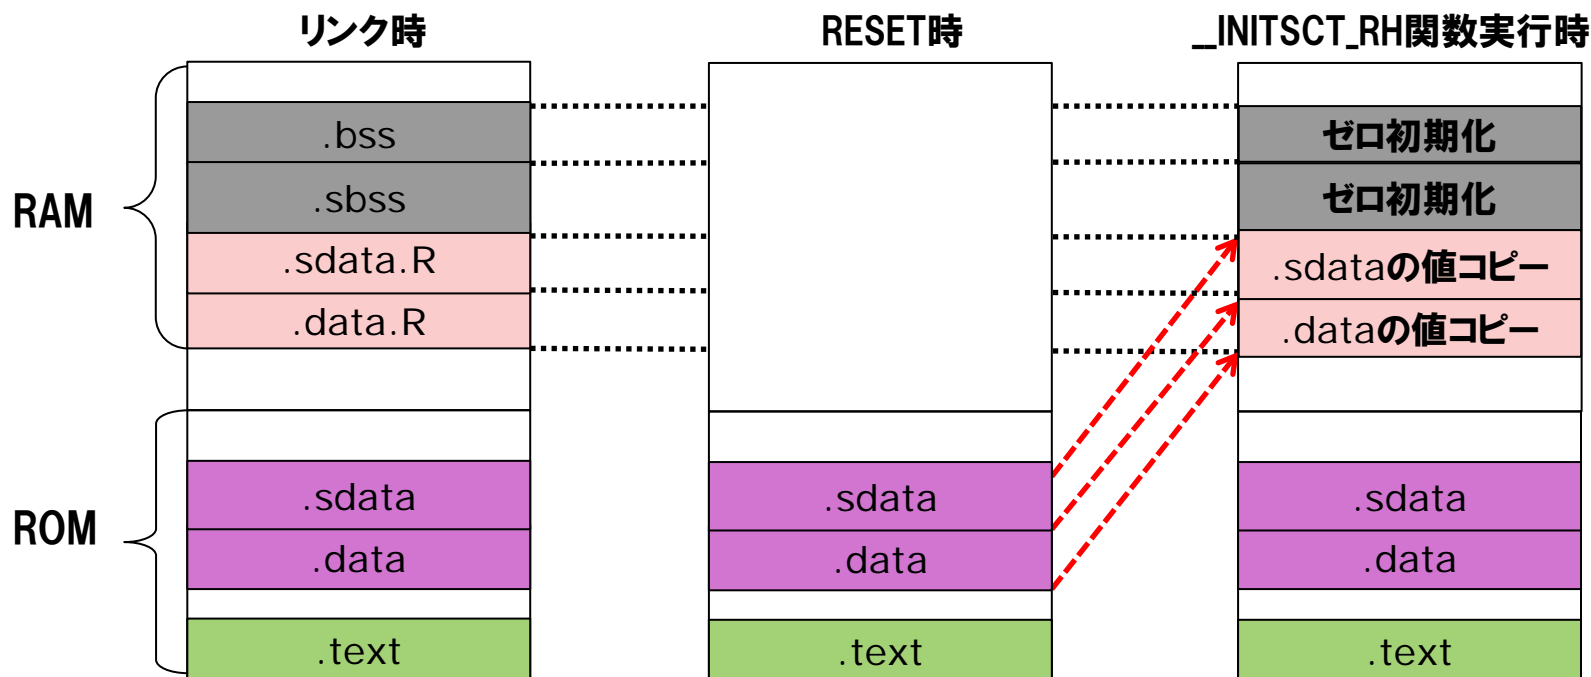 リンク時
RESET時
__INITSCT_RH関数実行時
RAM
.bss
.sbss
.sdata.R
.data.R
ゼロ初期化
ゼロ初期化
.sdataの値コピー
.dataの値コピー
ROM
.sdata
.data
.text
.sdata
.data
.text
.sdata
.data
.text